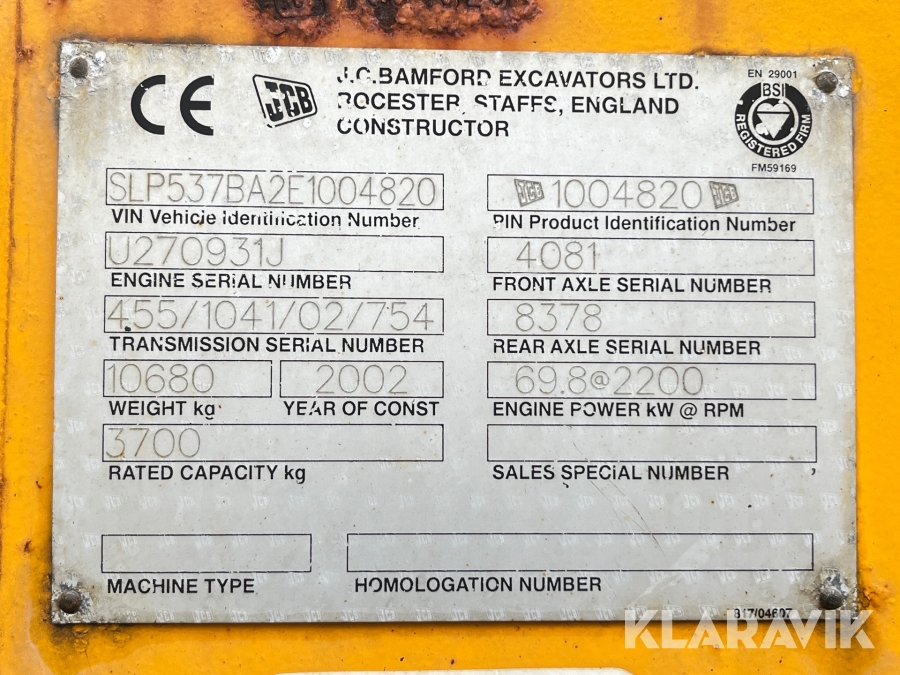 CE JCB J.C.BAMFORD EXCAVATORS LTD.
ROCESTER, STAFFS, ENGLAND
CONSTRUCTOR
EN 29001
BSI
REGISTERED FIRM
FM59169
SLP537BA2E1004820
VIN Vehicle Identification Number
JCB 1004820 JCB
PIN Product Identification Number
U270931J
ENGINE SERIAL NUMBER
4081
FRONT AXLE SERIAL NUMBER
455/1041/02/754
TRANSMISSION SERIAL NUMBER
8378
REAR AXLE SERIAL NUMBER
10680
WEIGHT kg
2002
YEAR OF CONST
69.8@2200
ENGINE POWER kW @ RPM
3700
RATED CAPACITY kg
SALES SPECIAL NUMBER
MACHINE TYPE
HOMOLOGATION NUMBER
817/04607
KLARAVIK